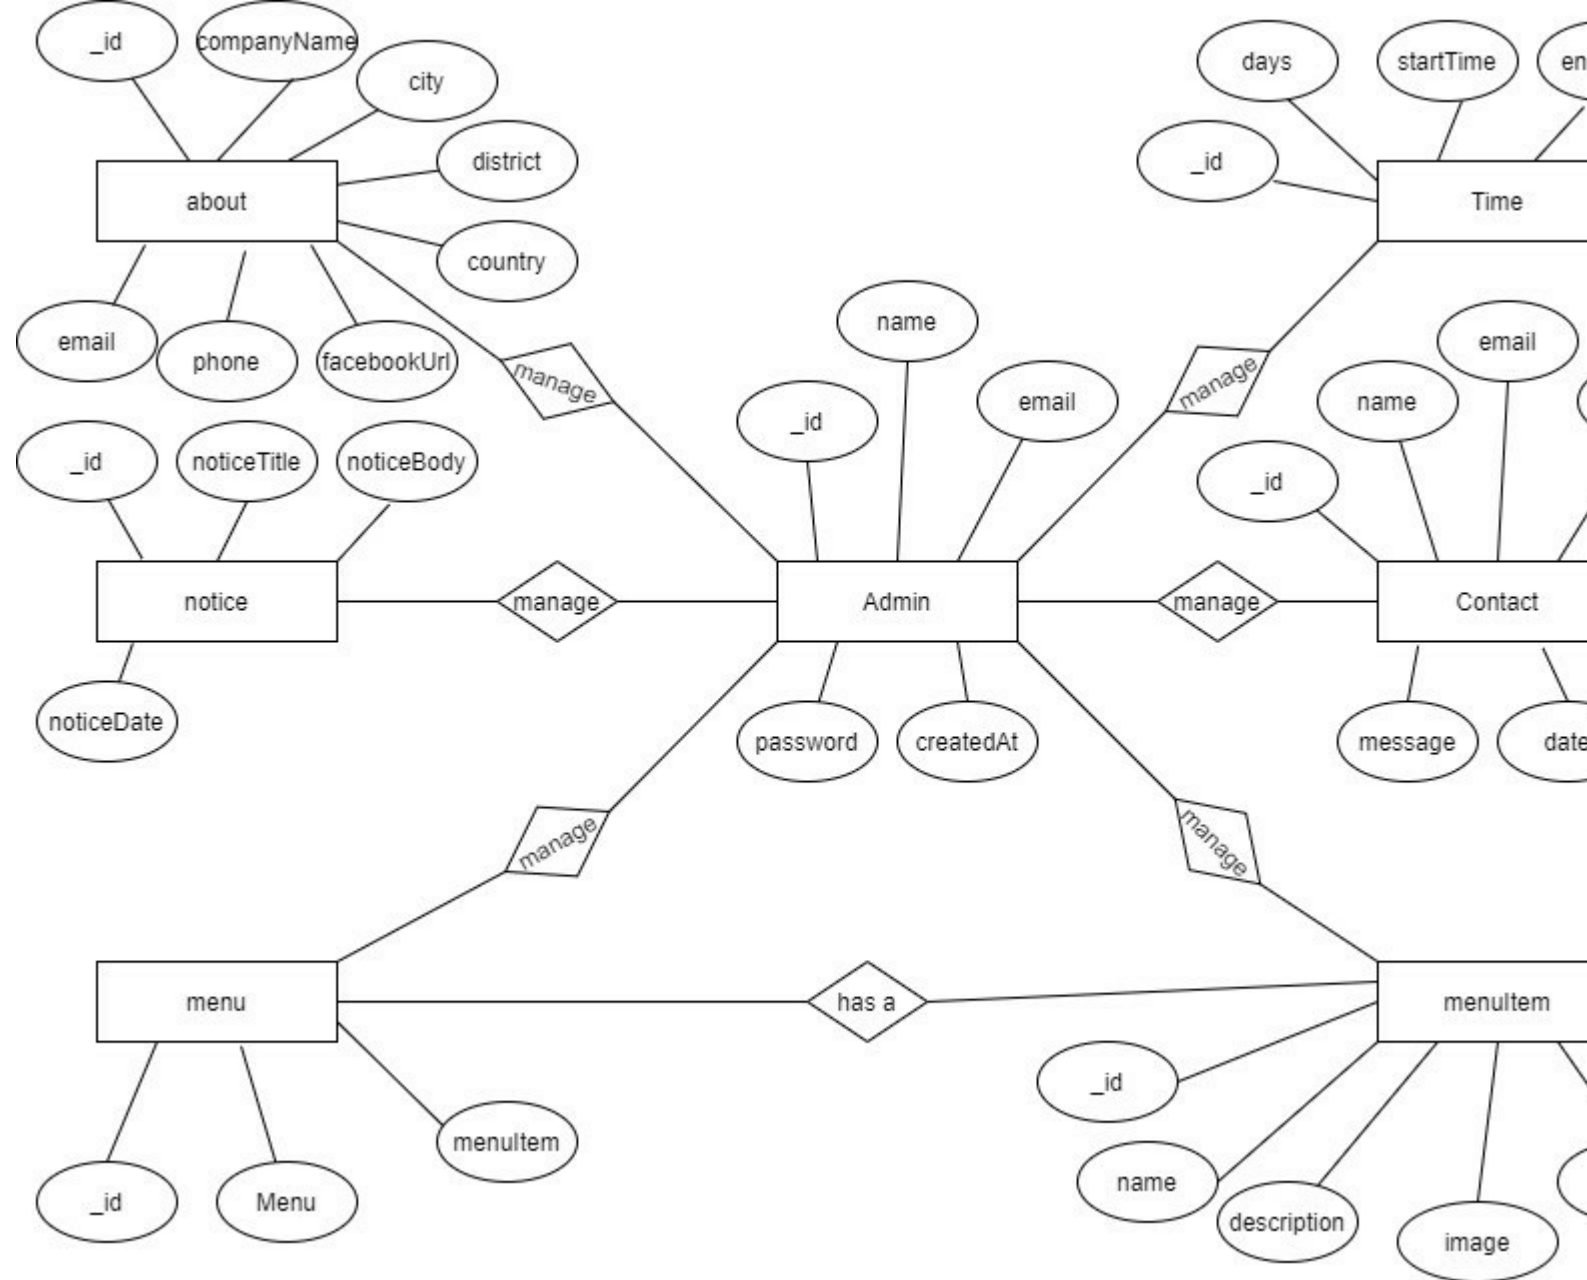 _id
companyName
city
district
country
about
email
phone
facebookUrl
manage
days
startTime
en
_id
Time
manage
name
_id
email
Admin
password
createdAt
_id
noticeTitle
noticeBody
notice
manage
noticeDate
email
name
_id
manage
Contact
message
date
manage
manage
menu
has a
menuItem
_id
Menu
menuItem
_id
name
description
image